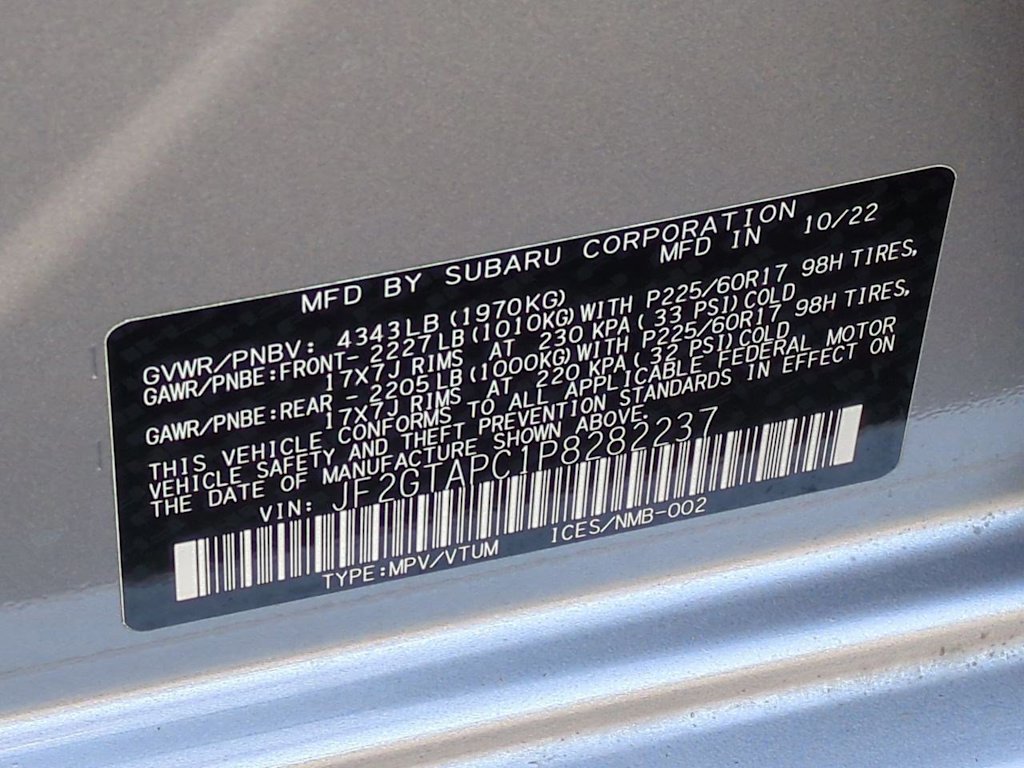 MFD BY SUBARU CORPORATION
MFD IN 10/22
GVWR/PNBV: 4343LB(1970KG)
GAWR/PNBE:FRONT-2227LB(1010KG)WITH P225/60R17 98H TIRES,
17X7J RIMS AT 230 KPA(33 PSI)COLD
GAWR/PNBE:REAR -2205LB(1000KG)WITH P225/60R17 98H TIRES,
17X7J RIMS AT 220 KPA(32 PSI)COLD
THIS VEHICLE CONFORMS TO ALL APPLICABLE FEDERAL MOTOR
VEHICLE SAFETY AND THEFT PREVENTION STANDARDS IN EFFECT ON
THE DATE OF MANUFACTURE SHOWN ABOVE.
VIN: JF2GTAPC1P8282237
TYPE:MPV/VTUM ICES/NMB-002